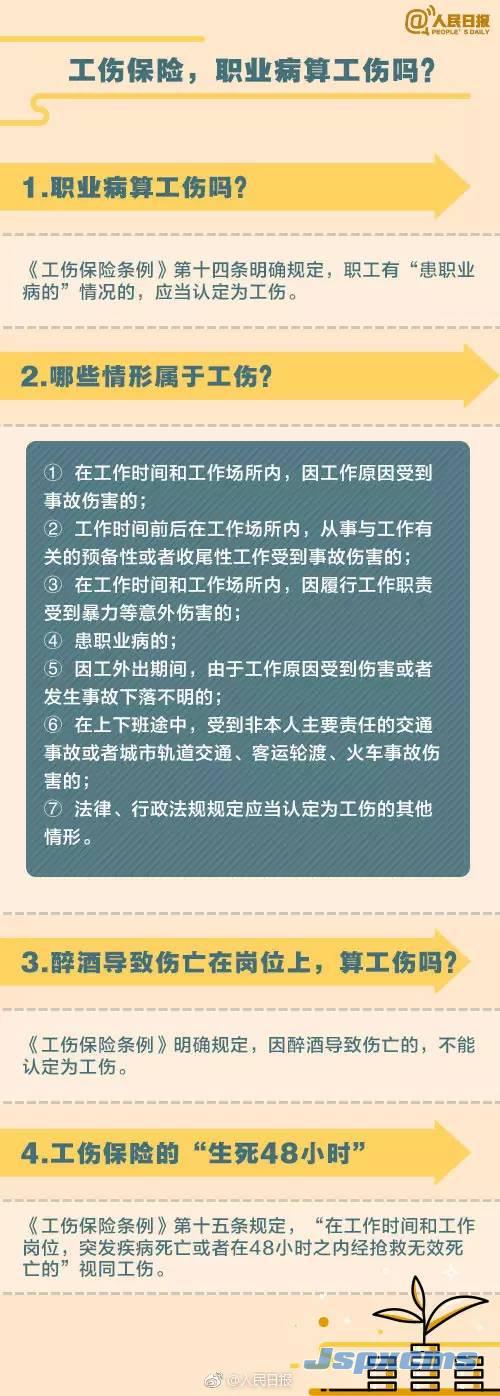 @人民日报
PEOPLE'S DAILY
工伤保险，职业病算工伤吗？
1.职业病算工伤吗？
《工伤保险条例》第十四条明确规定，职工有“患职业
病的”情况的，应当认定为工伤。
2.哪些情形属于工伤？
① 在工作时间和工作场所内，因工作原因受到
事故伤害的；
② 工作时间前后在工作场所内，从事与工作有
关的预备性或者收尾性工作受到事故伤害的；
③ 在工作时间和工作场所内，因履行工作职责
受到暴力等意外伤害的；
④ 患职业病的；
⑤ 因工外出期间，由于工作原因受到伤害或者
发生事故下落不明的；
⑥ 在上下班途中，受到非本人主要责任的交通
事故或者城市轨道交通、客运轮渡、火车事故伤
害的；
⑦ 法律、行政法规规定应当认定为工伤的其他
情形。
3.醉酒导致伤亡在岗位上，算工伤吗？
《工伤保险条例》明确规定，因醉酒导致伤亡的，不能
认定为工伤。
4.工伤保险的“生死48小时”
《工伤保险条例》第十五条规定，“在工作时间和工作
岗位，突发疾病死亡或者在48小时之内经抢救无效死
亡的”视同工伤。
Jspxcms
@人民日报